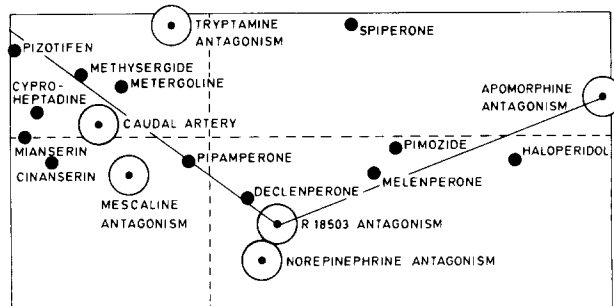 TRYPTAMINE
ANTAGONISM
SPIPERONE
PIZOTIFEN
METHYSERGIDE
METERGOLINE
CYPRO-
HEPTADINE
APOMORPHINE
ANTAGONISM
CAUDAL ARTERY
MIANSERIN
CINANSERIN
PIPAMPERONE
PIMOZIDE
HALOPERIDOL
MELENPERONE
MESCALINE
ANTAGONISM
DECLENPERONE
R 18503 ANTAGONISM
NOREPINEPHRINE ANTAGONISM